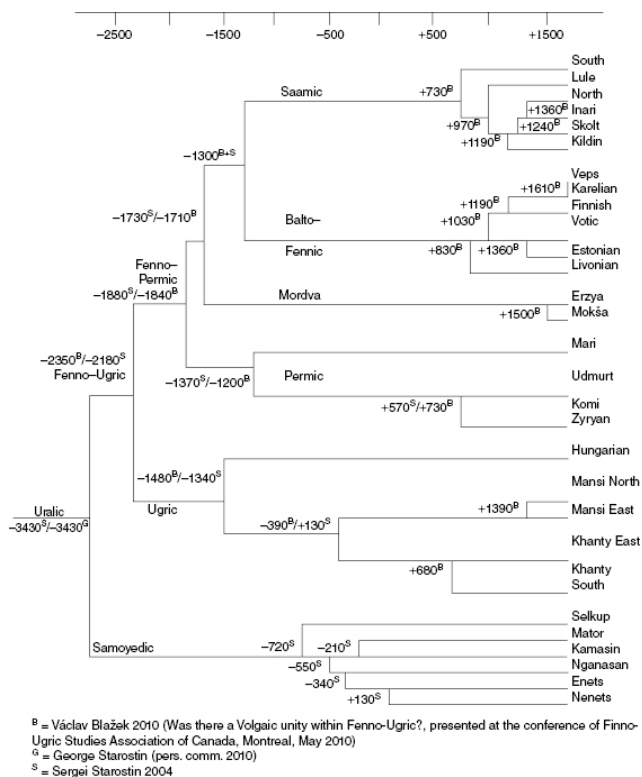 -2500 -1500 -500 +500 +1500
South
Lule
Saamic +730ᴮ North
+1360ᴮ Inari
+970ᴮ +1240ᴮ Skolt
+1190ᴮ Kildin
−1300ᴮ⁺ˢ
Veps
+1610ᴮ Karelian
+1190ᴮ Finnish
−1730ˢ/−1710ᴮ Balto– +1030ᴮ Votic
Fennic +830ᴮ +1360ᴮ Estonian
Livonian
Fenno–
Permic
−1880ˢ/−1840ᴮ Mordva Erzya
+1500ᴮ Mokša
Mari
−2350ᴮ/−2180ˢ
Fenno–Ugric −1370ˢ/−1200ᴮ Permic Udmurt
+570ˢ/+730ᴮ Komi
Zyryan
Hungarian
−1480ᴮ/−1340ˢ
Mansi North
Uralic Ugric +1390ᴮ Mansi East
−3430ˢ/−3430ᴳ −390ᴮ/+130ˢ
Khanty East
+680ᴮ Khanty
South
Selkup
Mator
Samoyedic −720ˢ −210ˢ Kamasin
−550ˢ Nganasan
−340ˢ Enets
+130ˢ Nenets
ᴮ = Václav Blažek 2010 (Was there a Volgaic unity within Fenno-Ugric?, presented at the conference of Finno-
Ugric Studies Association of Canada, Montreal, May 2010)
ᴳ = George Starostin (pers. comm. 2010)
ˢ = Sergei Starostin 2004